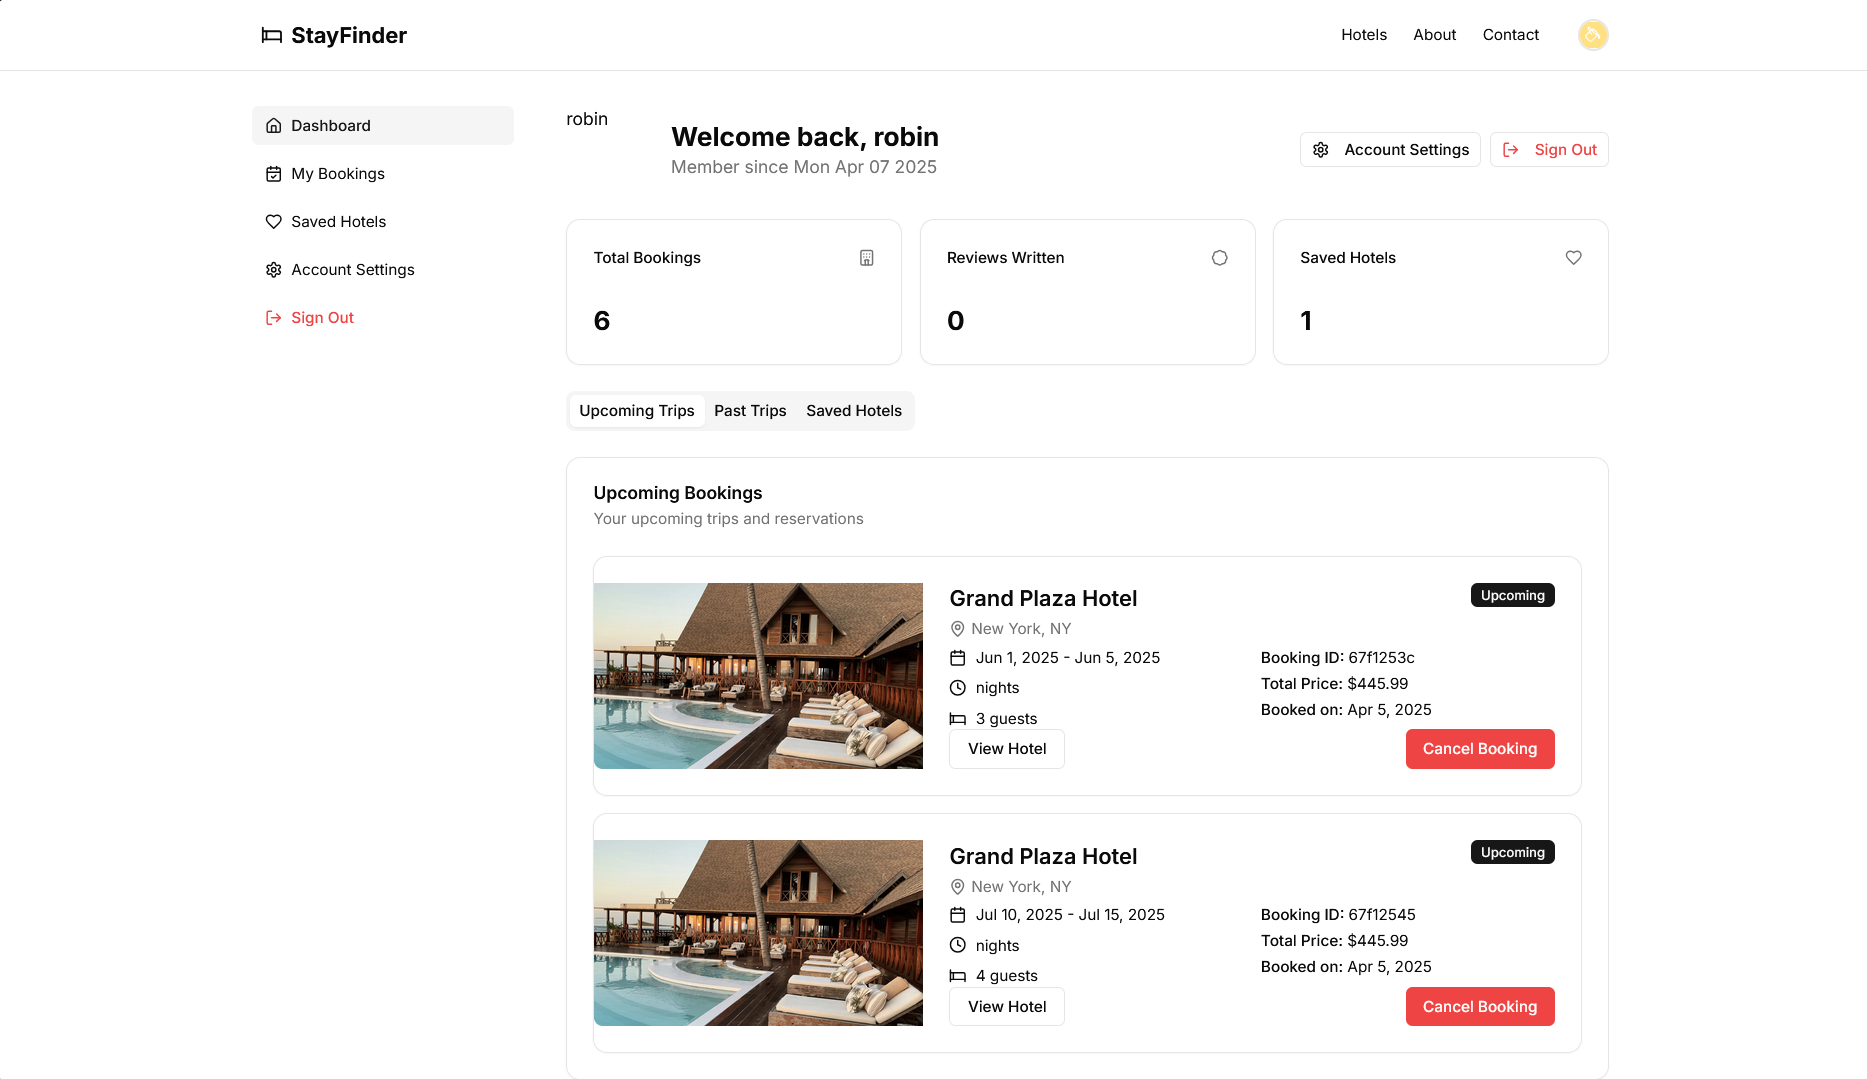 StayFinder
Hotels
About
Contact
Dashboard
My Bookings
Saved Hotels
Account Settings
Sign Out
robin
Welcome back, robin
Member since Mon Apr 07 2025
Account Settings
Sign Out
Total Bookings
6
Reviews Written
0
Saved Hotels
1
Upcoming Trips
Past Trips
Saved Hotels
Upcoming Bookings
Your upcoming trips and reservations
Grand Plaza Hotel
Upcoming
New York, NY
Jun 1, 2025 - Jun 5, 2025
nights
3 guests
Booking ID: 67f1253c
Total Price: $445.99
Booked on: Apr 5, 2025
View Hotel
Cancel Booking
Grand Plaza Hotel
Upcoming
New York, NY
Jul 10, 2025 - Jul 15, 2025
nights
4 guests
Booking ID: 67f12545
Total Price: $445.99
Booked on: Apr 5, 2025
View Hotel
Cancel Booking